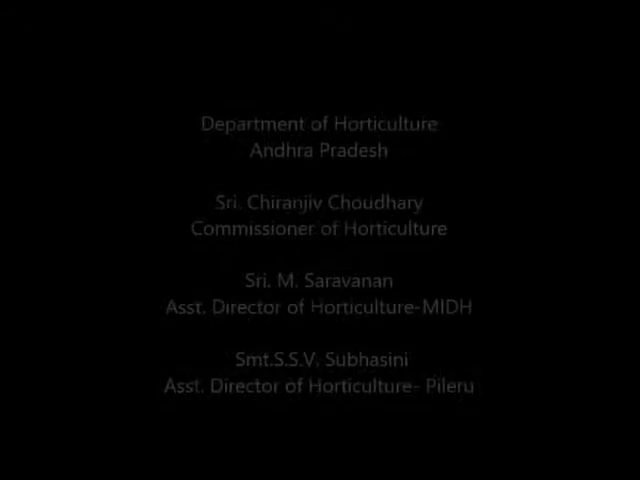 Department of Horticulture
Andhra Pradesh
Sri. Chiranjiv Choudhary
Commissioner of Horticulture
Sri. M. Saravanan
Asst. Director of Horticulture-MIDH
Smt.S.S.V. Subhasini
Asst. Director of Horticulture- Pileru